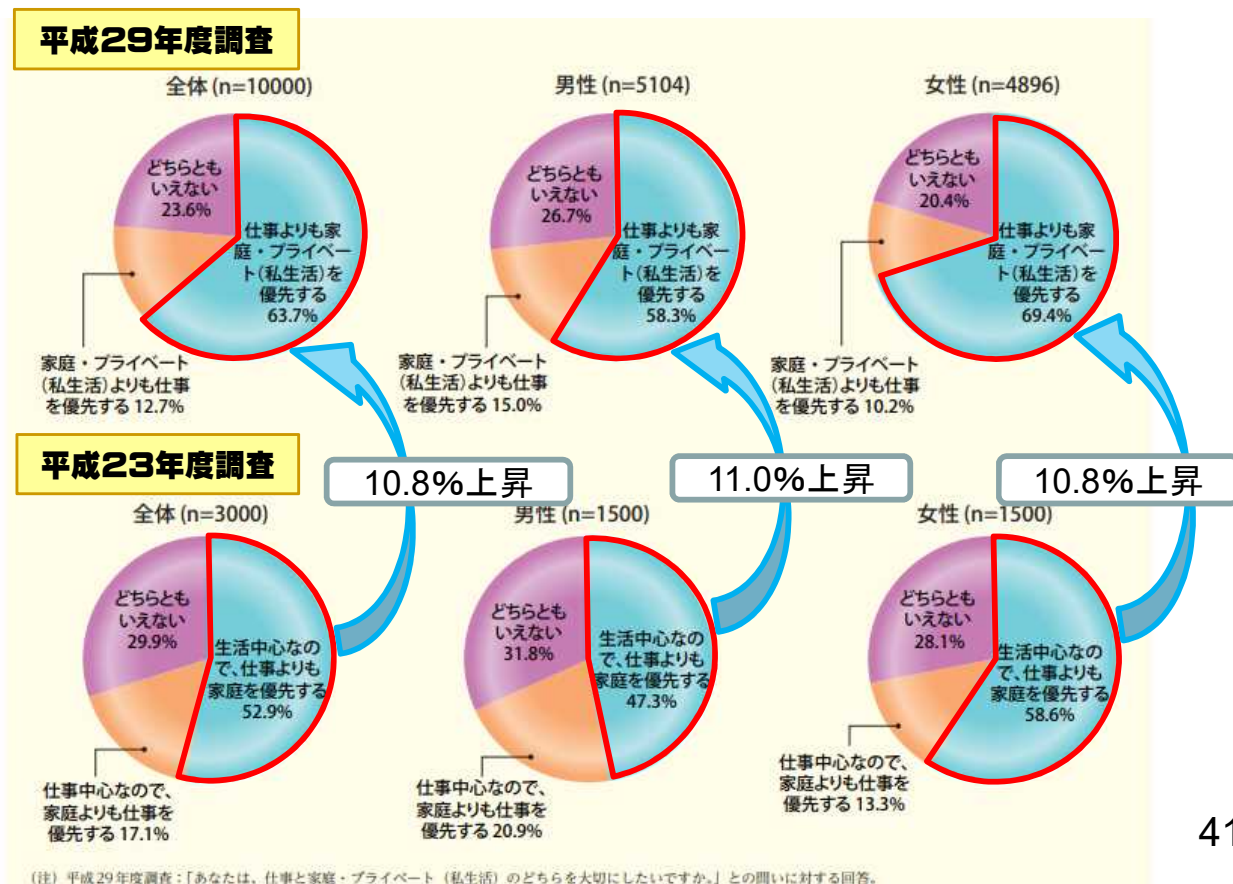 平成29年度調査
全体 (n=10000)
どちらとも
いえない
23.6%
仕事よりも家
庭・プライベー
ト(私生活)を
優先する
63.7%
家庭・プライベート
(私生活)よりも仕事
を優先する 12.7%
男性 (n=5104)
どちらとも
いえない
26.7%
仕事よりも家
庭・プライベー
ト(私生活)を
優先する
58.3%
家庭・プライベート
(私生活)よりも仕事
を優先する 15.0%
女性 (n=4896)
どちらとも
いえない
20.4%
仕事よりも家
庭・プライベー
ト(私生活)を
優先する
69.4%
家庭・プライベート
(私生活)よりも仕事
を優先する 10.2%
平成23年度調査
10.8%上昇
11.0%上昇
10.8%上昇
全体 (n=3000)
どちらとも
いえない
29.9%
生活中心なの
で、仕事よりも
家庭を優先する
52.9%
仕事中心なので、
家庭よりも仕事を
優先する 17.1%
男性 (n=1500)
どちらとも
いえない
31.8%
生活中心なの
で、仕事よりも
家庭を優先する
47.3%
仕事中心なので、
家庭よりも仕事を
優先する 20.9%
女性 (n=1500)
どちらとも
いえない
28.1%
生活中心なの
で、仕事よりも
家庭を優先する
58.6%
仕事中心なので、
家庭よりも仕事を
優先する 13.3%
41
(注) 平成29年度調査:「あなたは、仕事と家庭・プライベート(私生活)のどちらを大切にしたいですか。」との問いに対する回答。